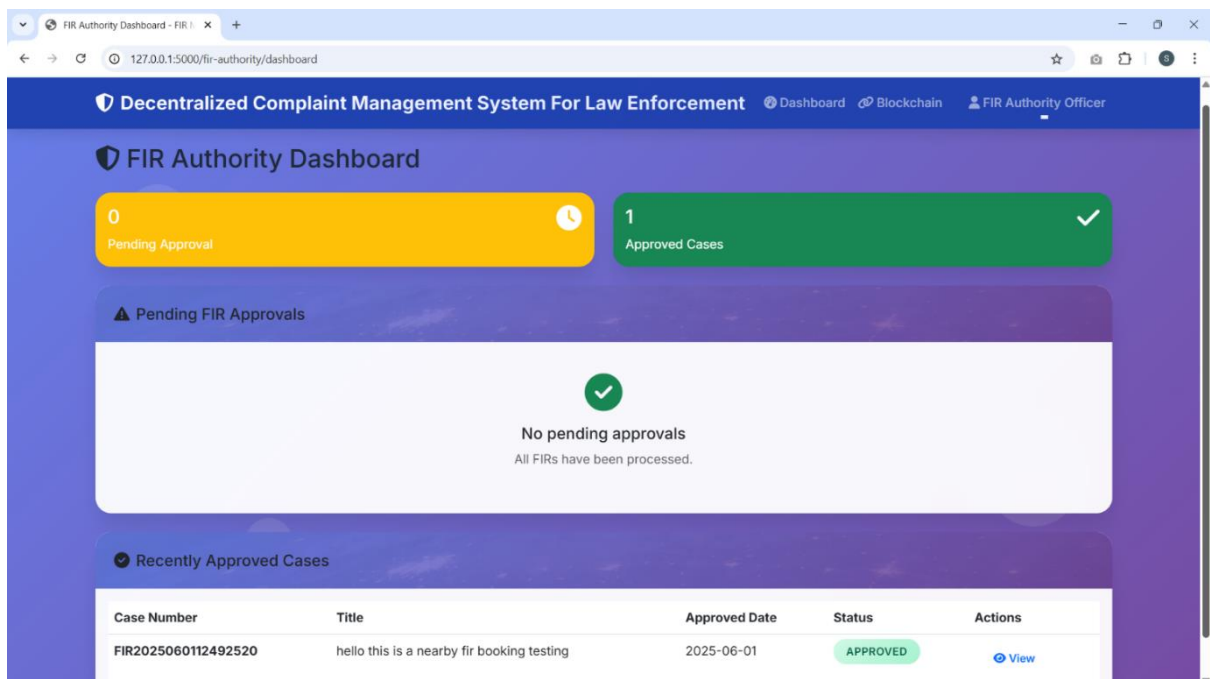 FIR Authority Dashboard - FIR
127.0.0.1:5000/fir-authority/dashboard
S
Decentralized Complaint Management System For Law Enforcement Dashboard Blockchain FIR Authority Officer
FIR Authority Dashboard
0
Pending Approval
1
Approved Cases
Pending FIR Approvals
No pending approvals
All FIRs have been processed.
Recently Approved Cases
Case Number Title Approved Date Status Actions
FIR2025060112492520 hello this is a nearby fir booking testing 2025-06-01 APPROVED View